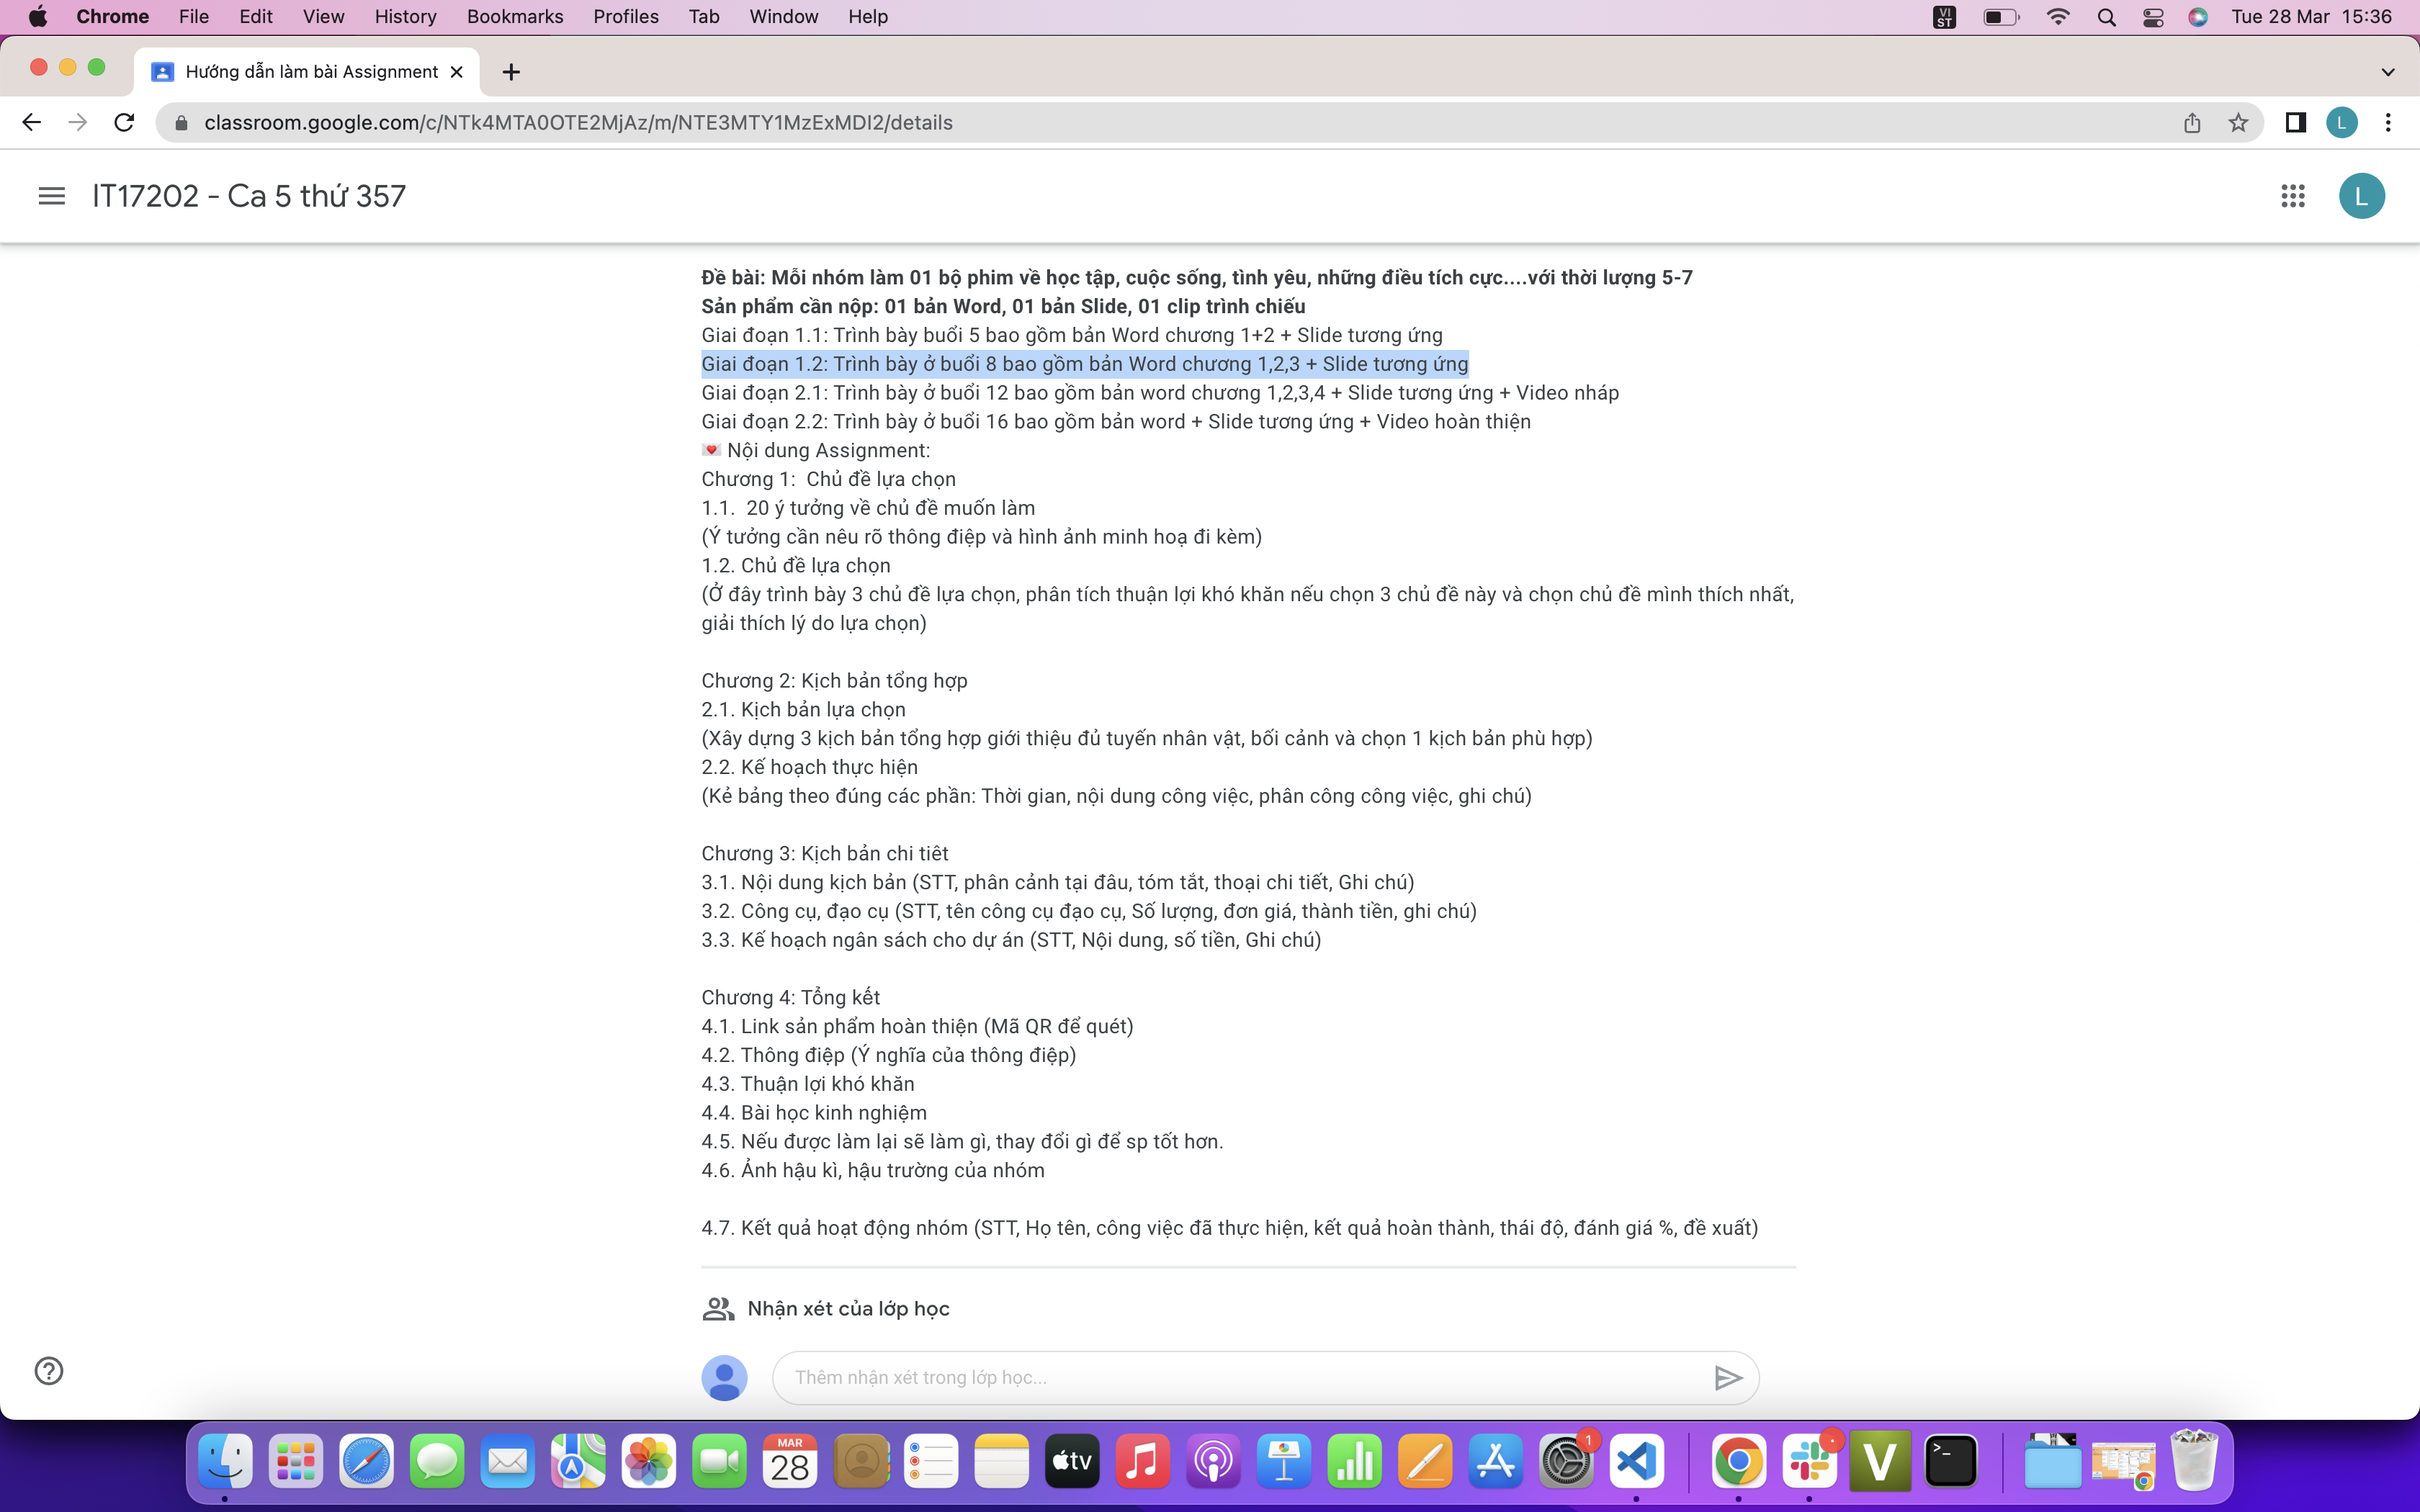 Chrome File Edit View History Bookmarks Profiles Tab Window Help VI ST Tue 28 Mar 15:36
Hướng dẫn làm bài Assignment
classroom.google.com/c/NTk4MTA0OTE2MjAz/m/NTE3MTY1MzExMDI2/details L
IT17202 - Ca 5 thứ 357 L
Đề bài: Mỗi nhóm làm 01 bộ phim về học tập, cuộc sống, tình yêu, những điều tích cực....với thời lượng 5-7
Sản phẩm cần nộp: 01 bản Word, 01 bản Slide, 01 clip trình chiếu
Giai đoạn 1.1: Trình bày buổi 5 bao gồm bản Word chương 1+2 + Slide tương ứng
Giai đoạn 1.2: Trình bày ở buổi 8 bao gồm bản Word chương 1,2,3 + Slide tương ứng
Giai đoạn 2.1: Trình bày ở buổi 12 bao gồm bản word chương 1,2,3,4 + Slide tương ứng + Video nháp
Giai đoạn 2.2: Trình bày ở buổi 16 bao gồm bản word + Slide tương ứng + Video hoàn thiện
💌 Nội dung Assignment:
Chương 1:  Chủ đề lựa chọn
1.1.  20 ý tưởng về chủ đề muốn làm
(Ý tưởng cần nêu rõ thông điệp và hình ảnh minh hoạ đi kèm)
1.2. Chủ đề lựa chọn
(Ở đây trình bày 3 chủ đề lựa chọn, phân tích thuận lợi khó khăn nếu chọn 3 chủ đề này và chọn chủ đề mình thích nhất,
giải thích lý do lựa chọn)
Chương 2: Kịch bản tổng hợp
2.1. Kịch bản lựa chọn
(Xây dựng 3 kịch bản tổng hợp giới thiệu đủ tuyến nhân vật, bối cảnh và chọn 1 kịch bản phù hợp)
2.2. Kế hoạch thực hiện
(Kẻ bảng theo đúng các phần: Thời gian, nội dung công việc, phân công công việc, ghi chú)
Chương 3: Kịch bản chi tiêt
3.1. Nội dung kịch bản (STT, phân cảnh tại đâu, tóm tắt, thoại chi tiết, Ghi chú)
3.2. Công cụ, đạo cụ (STT, tên công cụ đạo cụ, Số lượng, đơn giá, thành tiền, ghi chú)
3.3. Kế hoạch ngân sách cho dự án (STT, Nội dung, số tiền, Ghi chú)
Chương 4: Tổng kết
4.1. Link sản phẩm hoàn thiện (Mã QR để quét)
4.2. Thông điệp (Ý nghĩa của thông điệp)
4.3. Thuận lợi khó khăn
4.4. Bài học kinh nghiệm
4.5. Nếu được làm lại sẽ làm gì, thay đổi gì để sp tốt hơn.
4.6. Ảnh hậu kì, hậu trường của nhóm
4.7. Kết quả hoạt động nhóm (STT, Họ tên, công việc đã thực hiện, kết quả hoàn thành, thái độ, đánh giá %, đề xuất)
Nhận xét của lớp học
Thêm nhận xét trong lớp học...
MAR
28
tv
1
V
>_